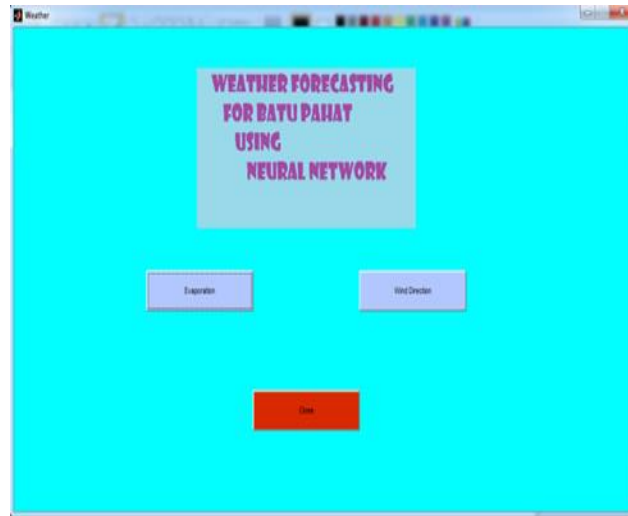 Weather
WEATHER FORECASTING
FOR BATU PAHAT
USING
NEURAL NETWORK
Evaporation
Wind Direction
Close